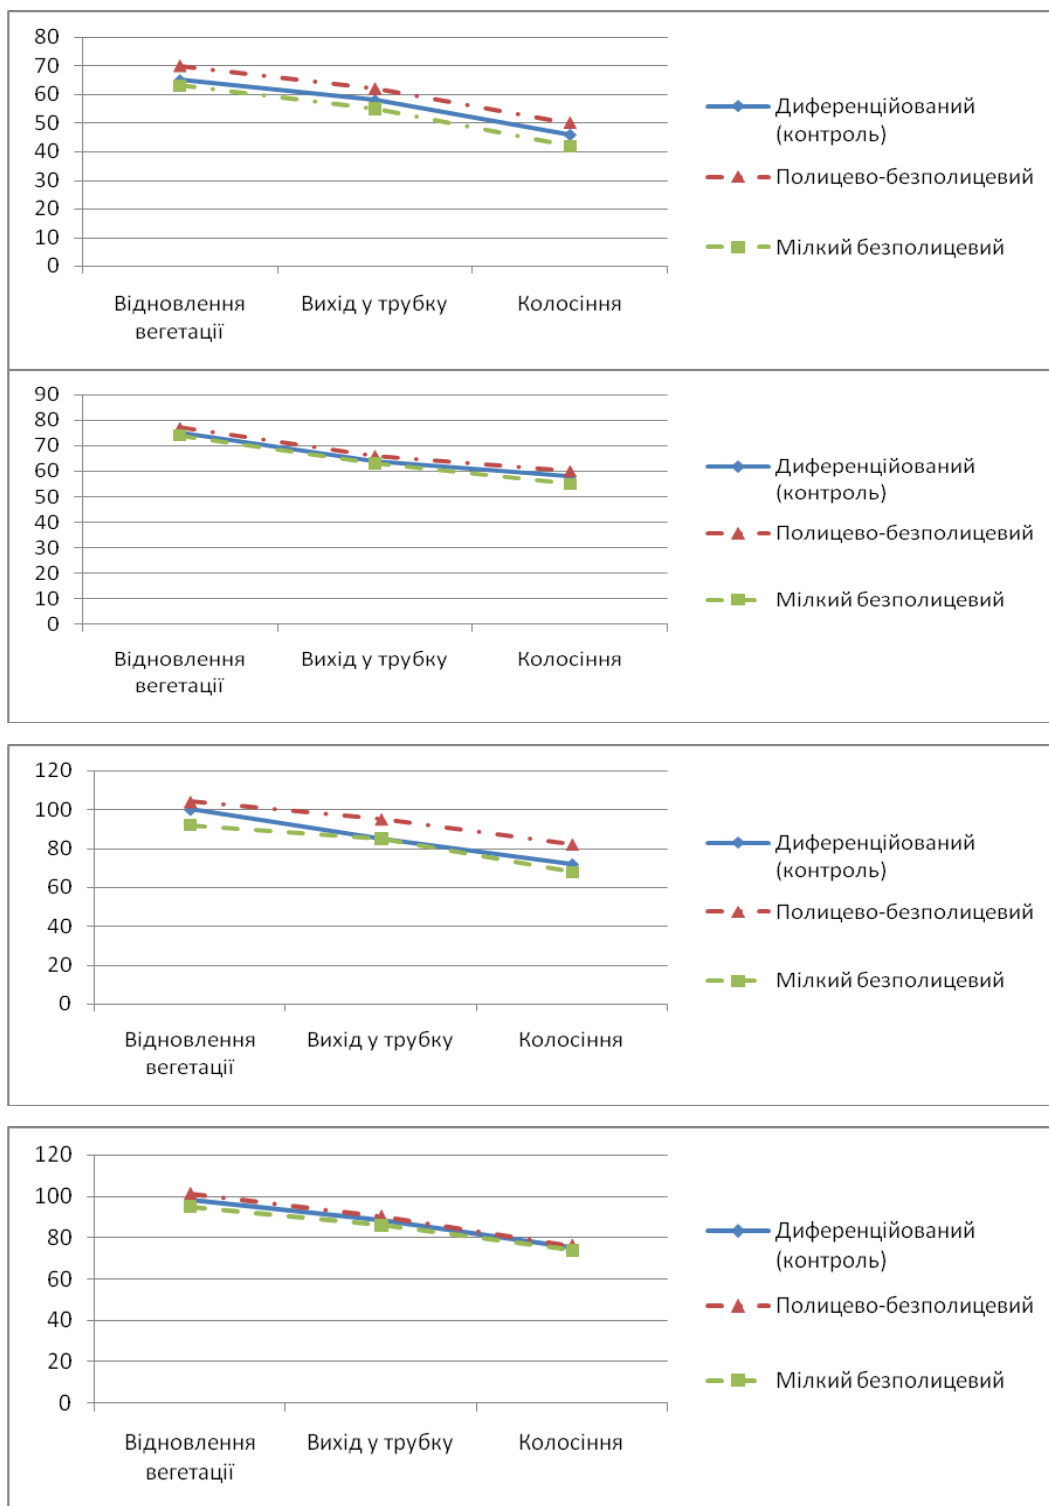 80
70
60
50
40
30
20
10
0
Відновлення
вегетації
Вихід у трубку
Колосіння
Диференційований
(контроль)
Полицево-безполицевий
Мілкий безполицевий
90
80
70
60
50
40
30
20
10
0
Відновлення
вегетації
Вихід у трубку
Колосіння
Диференційований
(контроль)
Полицево-безполицевий
Мілкий безполицевий
120
100
80
60
40
20
0
Відновлення
вегетації
Вихід у трубку
Колосіння
Диференційований
(контроль)
Полицево-безполицевий
Мілкий безполицевий
120
100
80
60
40
20
0
Відновлення
вегетації
Вихід у трубку
Колосіння
Диференційований
(контроль)
Полицево-безполицевий
Мілкий безполицевий